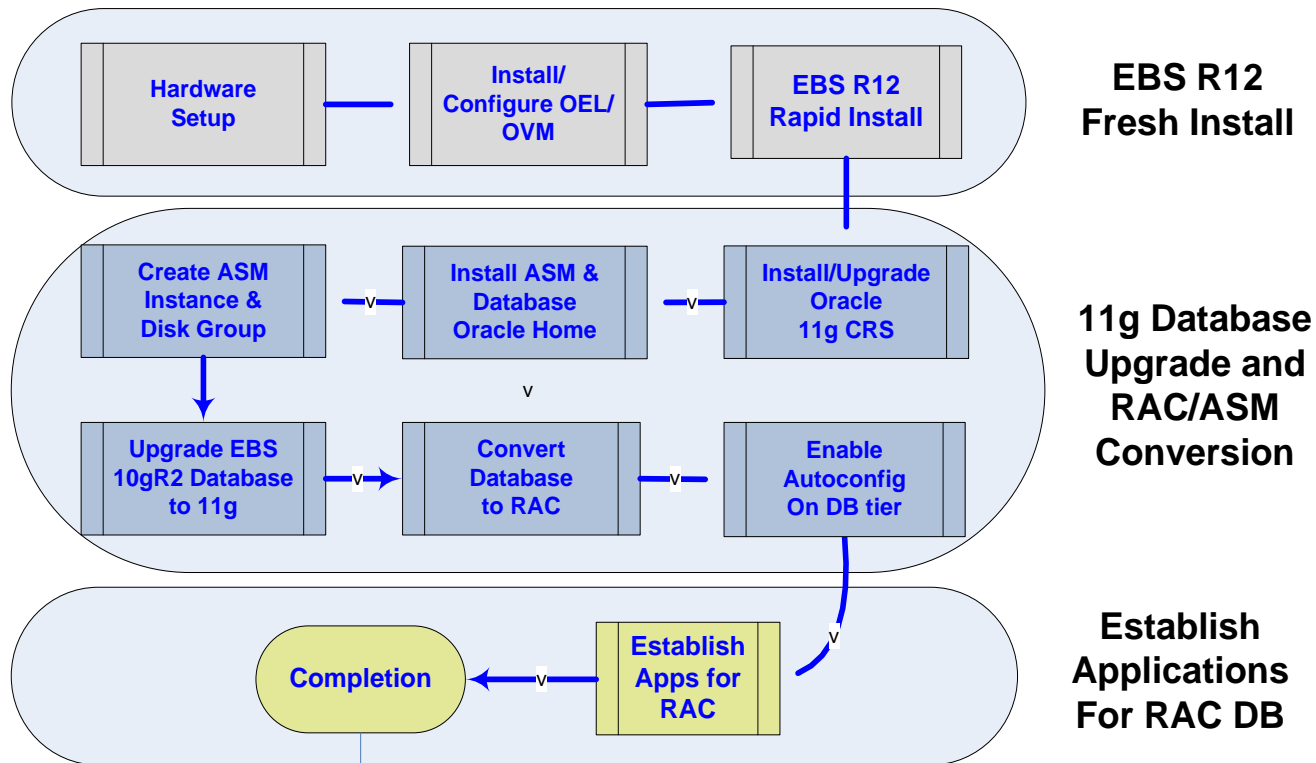 Hardware
Setup
Install/
Configure OEL/
OVM
EBS R12
Rapid Install
EBS R12
Fresh Install
Create ASM
Instance &
Disk Group
v
Install ASM &
Database
Oracle Home
v
Install/Upgrade
Oracle
11g CRS
v
Upgrade EBS
10gR2 Database
to 11g
v
Convert
Database
to RAC
v
Enable
Autoconfig
On DB tier
11g Database
Upgrade and
RAC/ASM
Conversion
Completion
v
Establish
Apps for
RAC
v
Establish
Applications
For RAC DB